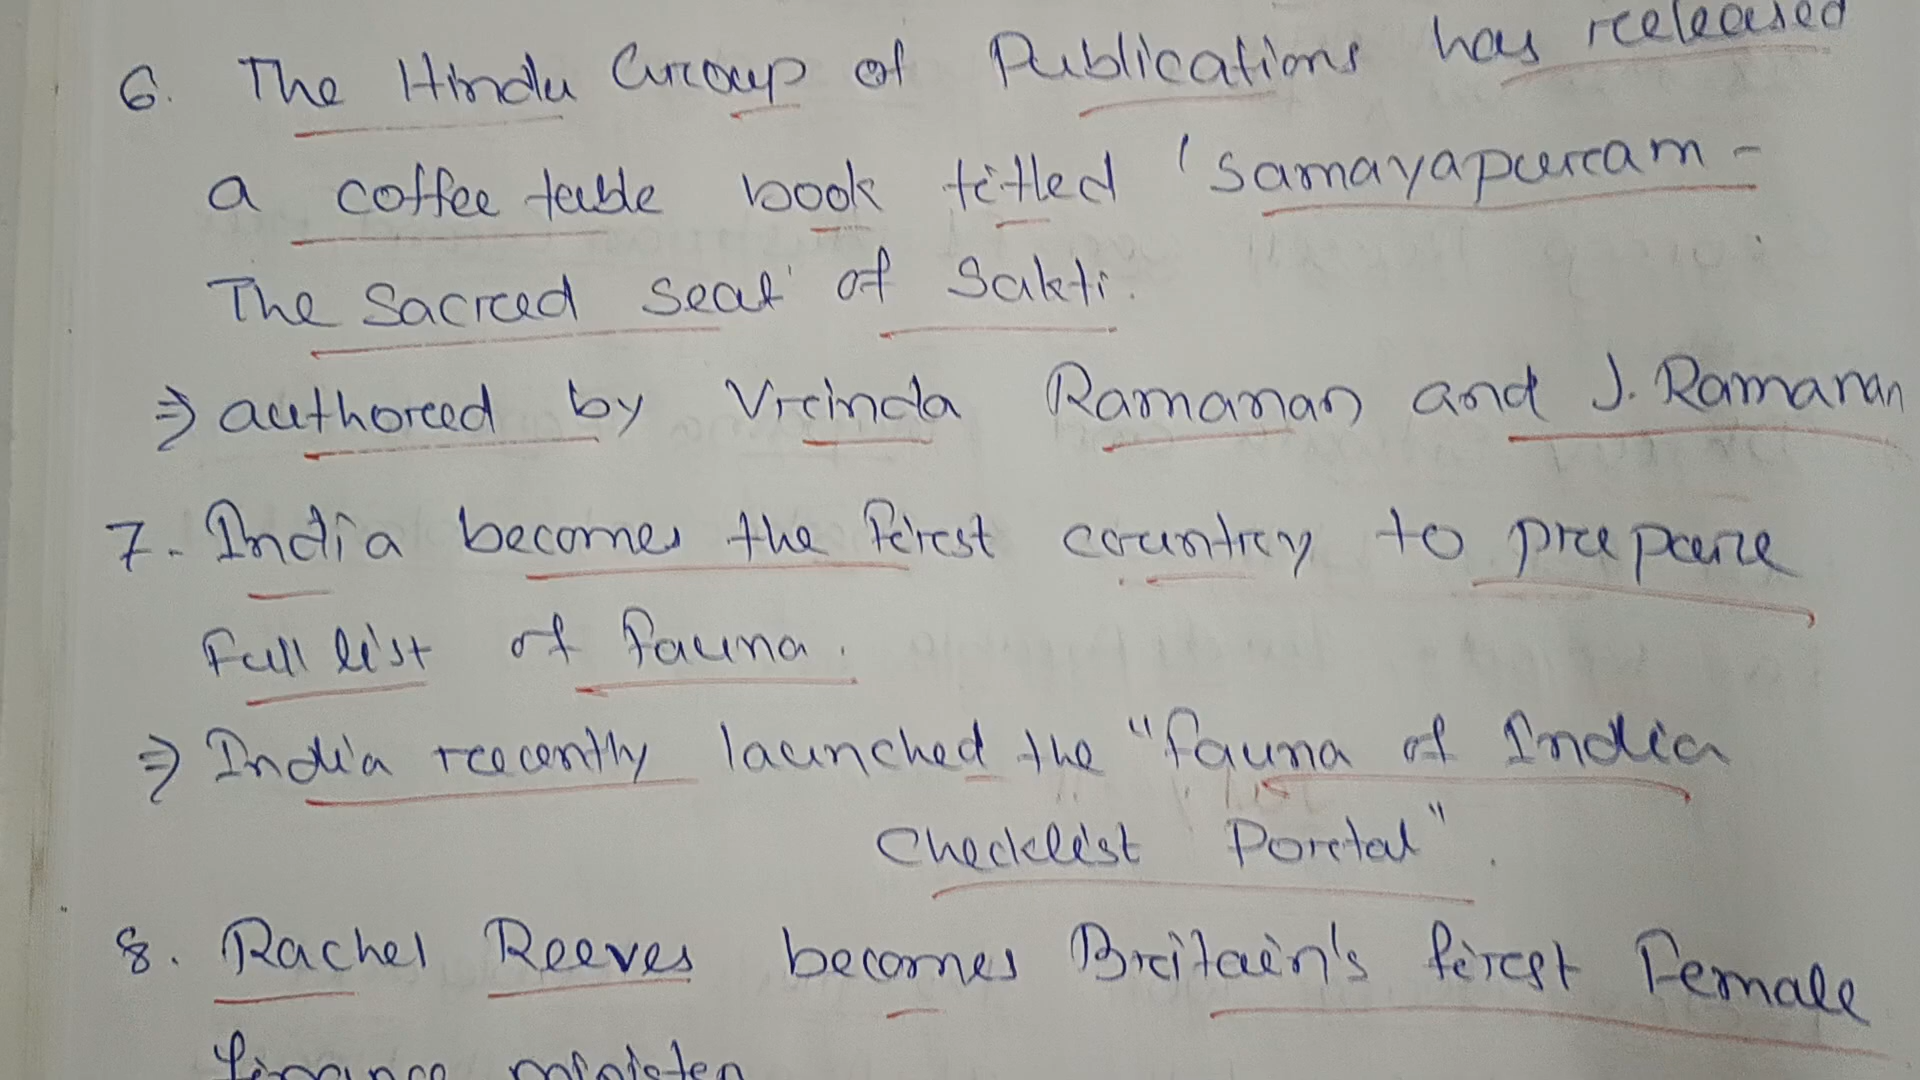 6. The Hindu Group of Publications has released
a coffee table book titled 'Samayapuram -
The Sacred Seat' of Sakti.
⇒ authored by Vrinda Ramanan and J. Ramanan
7. India becomes the first country to prepare
Full list of fauna.
⇒ India recently launched the "Fauna of India
Checklist Portal".
8. Rachel Reeves becomes Britain's first Female
finance minister